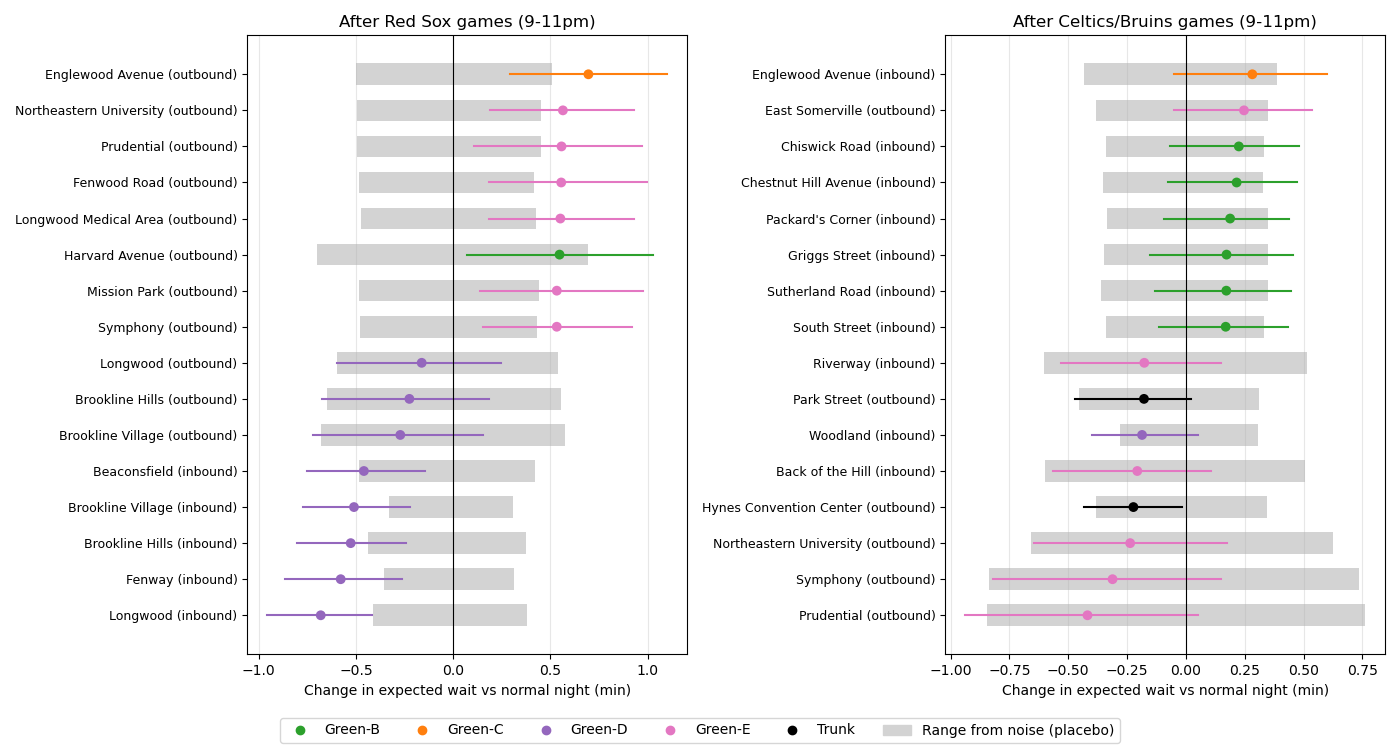 After Red Sox games (9-11pm)
Englewood Avenue (outbound)
Northeastern University (outbound)
Prudential (outbound)
Fenwood Road (outbound)
Longwood Medical Area (outbound)
Harvard Avenue (outbound)
Mission Park (outbound)
Symphony (outbound)
Longwood (outbound)
Brookline Hills (outbound)
Brookline Village (outbound)
Beaconsfield (inbound)
Brookline Village (inbound)
Brookline Hills (inbound)
Fenway (inbound)
Longwood (inbound)
−1.0 −0.5 0.0 0.5 1.0
Change in expected wait vs normal night (min)
After Celtics/Bruins games (9-11pm)
Englewood Avenue (inbound)
East Somerville (outbound)
Chiswick Road (inbound)
Chestnut Hill Avenue (inbound)
Packard's Corner (inbound)
Griggs Street (inbound)
Sutherland Road (inbound)
South Street (inbound)
Riverway (inbound)
Park Street (outbound)
Woodland (inbound)
Back of the Hill (inbound)
Hynes Convention Center (outbound)
Northeastern University (outbound)
Symphony (outbound)
Prudential (outbound)
−1.00 −0.75 −0.50 −0.25 0.00 0.25 0.50 0.75
Change in expected wait vs normal night (min)
Green-B Green-C Green-D Green-E Trunk Range from noise (placebo)